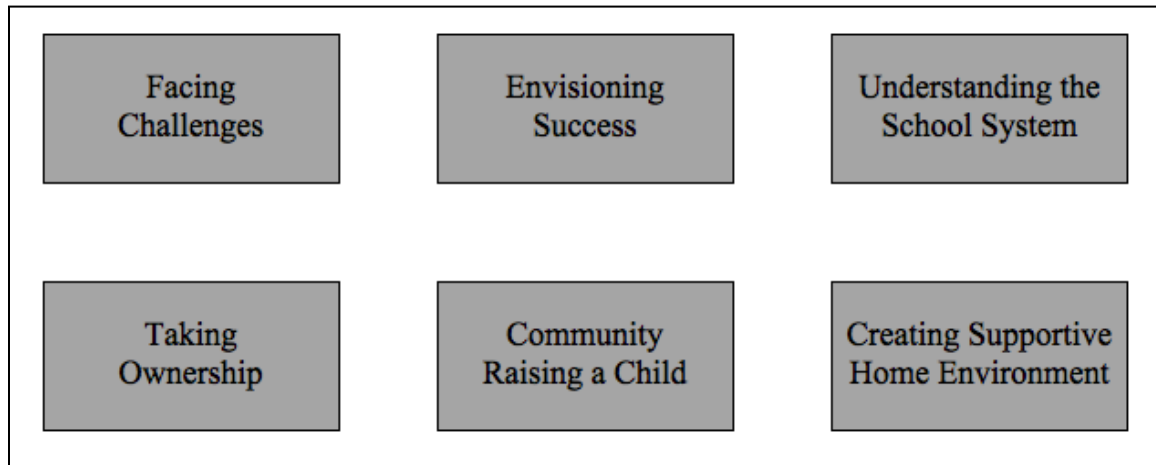 Facing
Challenges
Envisioning
Success
Understanding the
School System
Taking
Ownership
Community
Raising a Child
Creating Supportive
Home Environment